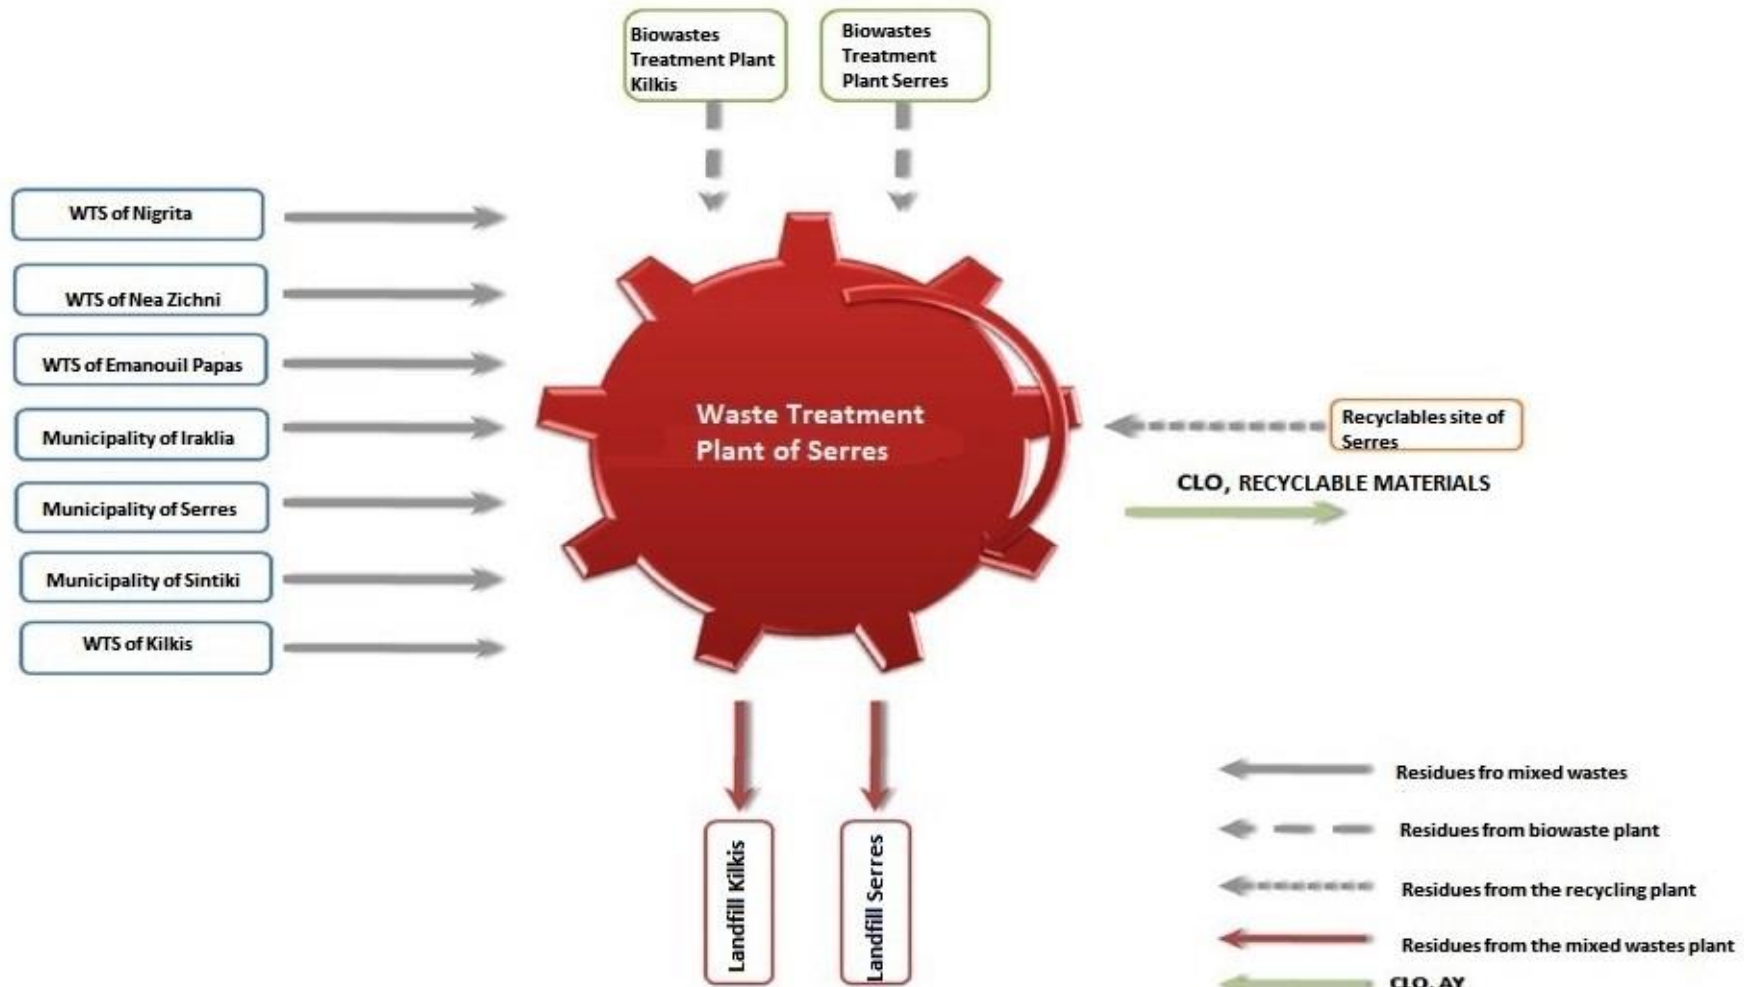 Biowastes
Treatment Plant
Kilkis
Biowastes
Treatment
Plant Serres
WTS of Nigrita
WTS of Nea Zichni
WTS of Emanouil Papas
Municipality of Iraklia
Municipality of Serres
Municipality of Sintiki
WTS of Kilkis
Waste Treatment
Plant of Serres
Recyclables site of
Serres
CLO, RECYCLABLE MATERIALS
Landfill Kilkis
Landfill Serres
Residues fro mixed wastes
Residues from biowaste plant
Residues from the recycling plant
Residues from the mixed wastes plant
CLO, AY